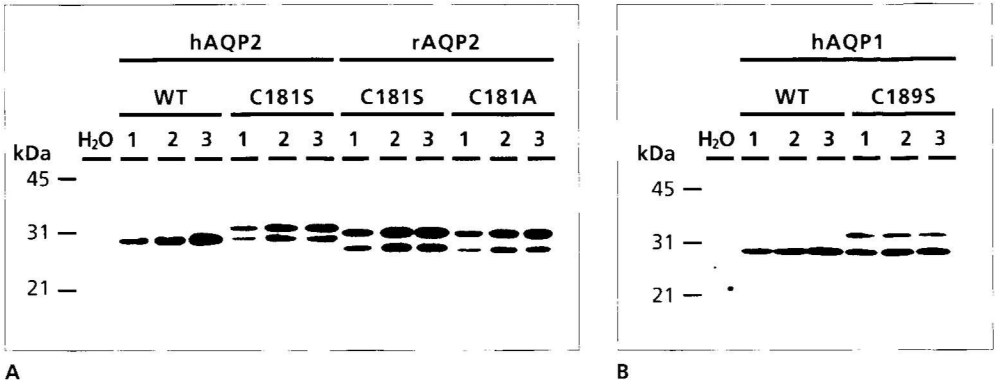 hAQP2 rAQP2
WT C181S C181S C181A
H₂O 1 2 3 1 2 3 1 2 3 1 2 3
kDa
45
31
21
A
hAQP1
WT C189S
H₂O 1 2 3 1 2 3
kDa
45
31
21
B